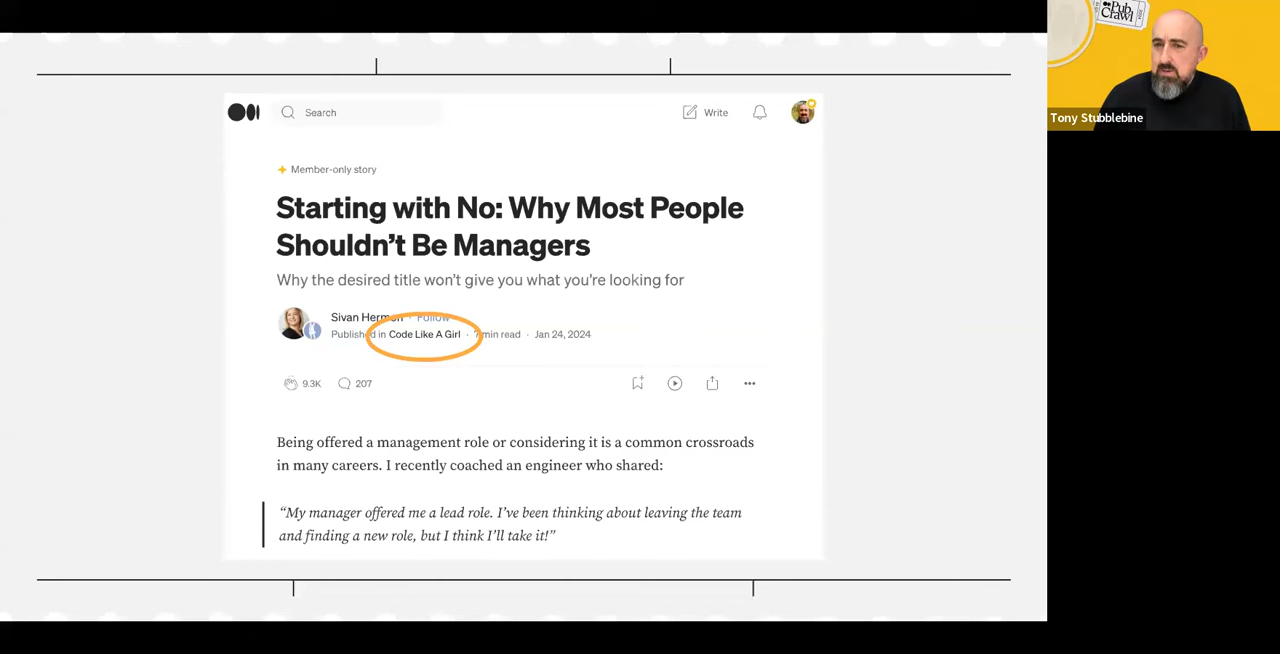 Search
Write
Member-only story
Starting with No: Why Most People
Shouldn't Be Managers
Why the desired title won't give you what you're looking for
Sivan Hermon · Follow
Published in Code Like A Girl · min read · Jan 24, 2024
9.3K
207
Being offered a management role or considering it is a common crossroads
in many careers. I recently coached an engineer who shared:
“My manager offered me a lead role. I've been thinking about leaving the team
and finding a new role, but I think I'll take it!”
Pub
Crawl
Tony Stubblebine